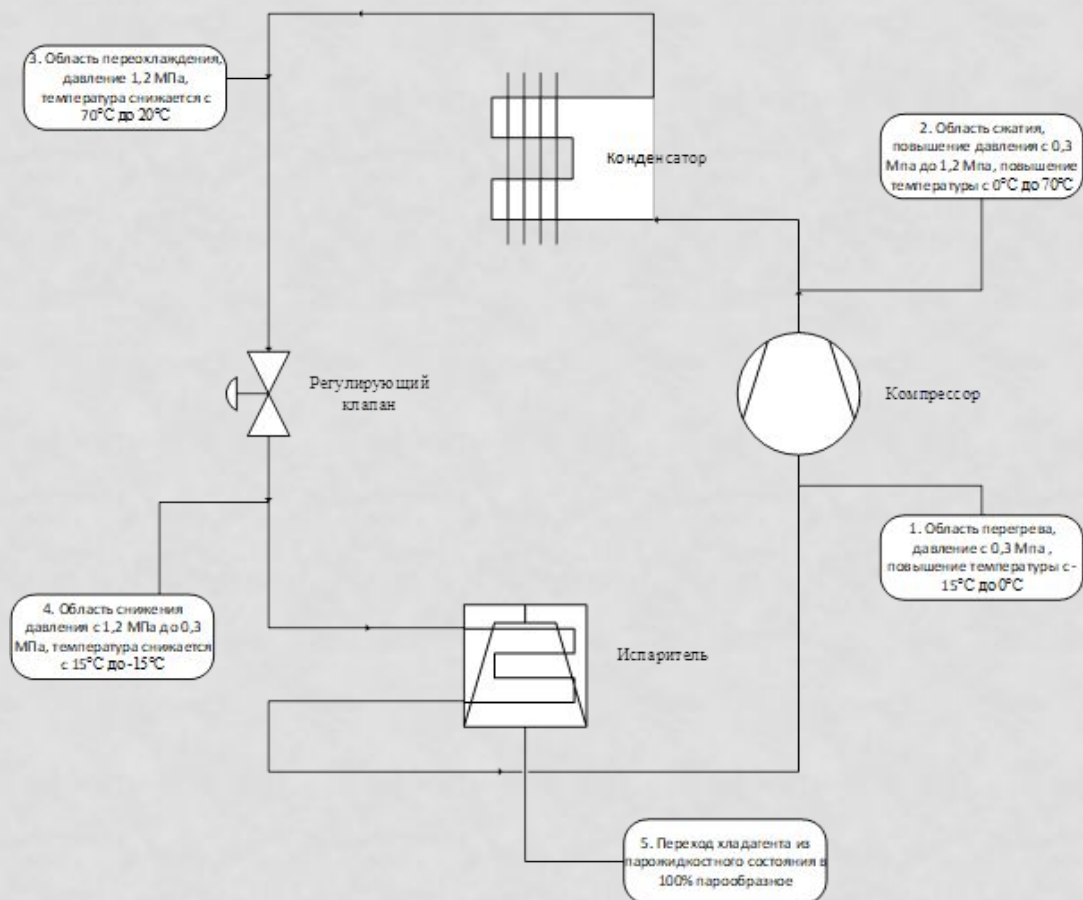 3. Область переохлаждения,
давление 1,2 МПа,
температура снижается с
70°С до 20°С
Конденсатор
2. Область сжатия,
повышение давления с 0,3
Мпа до 1,2 Мпа, повышение
температуры с 0°С до 70°С
Регулирующий
клапан
Компрессор
1. Область перегрева,
давление с 0,3 Мпа ,
повышение температуры с -
15°С до 0°С
4. Область снижения
давления с 1,2 МПа до 0,3
МПа, температура снижается
с 15°С до -15°С
Испаритель
5. Переход хладагента из
парожидкостного состояния в
100% парообразное